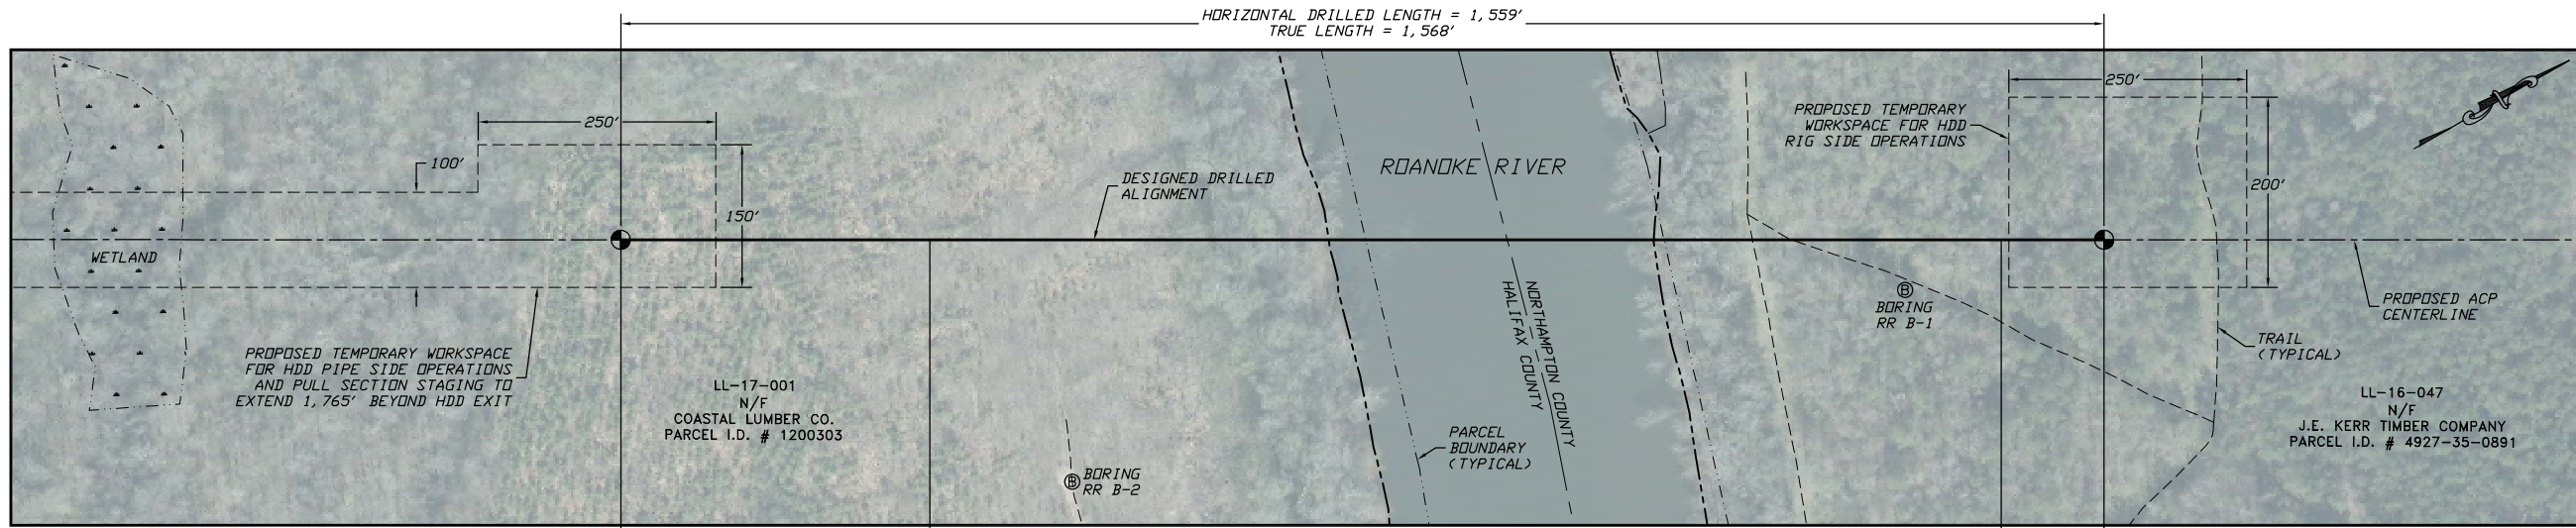 HORIZONTAL DRILLED LENGTH = 1,559'
TRUE LENGTH = 1,568'
250'
100'
150'
WETLAND
PROPOSED TEMPORARY WORKSPACE
FOR HDD PIPE SIDE OPERATIONS
AND PULL SECTION STAGING TO
EXTEND 1,765' BEYOND HDD EXIT
LL-17-001
N/F
COASTAL LUMBER CO.
PARCEL I.D. # 1200303
DESIGNED DRILLED
ALIGNMENT
B BORING
RR B-2
ROANOKE RIVER
NORTHAMPTON COUNTY
HALIFAX COUNTY
PARCEL
BOUNDARY
(TYPICAL)
PROPOSED TEMPORARY
WORKSPACE FOR HDD
RIG SIDE OPERATIONS
250'
200'
B
BORING
RR B-1
PROPOSED ACP
CENTERLINE
TRAIL
(TYPICAL)
LL-16-047
N/F
J.E. KERR TIMBER COMPANY
PARCEL I.D. # 4927-35-0891